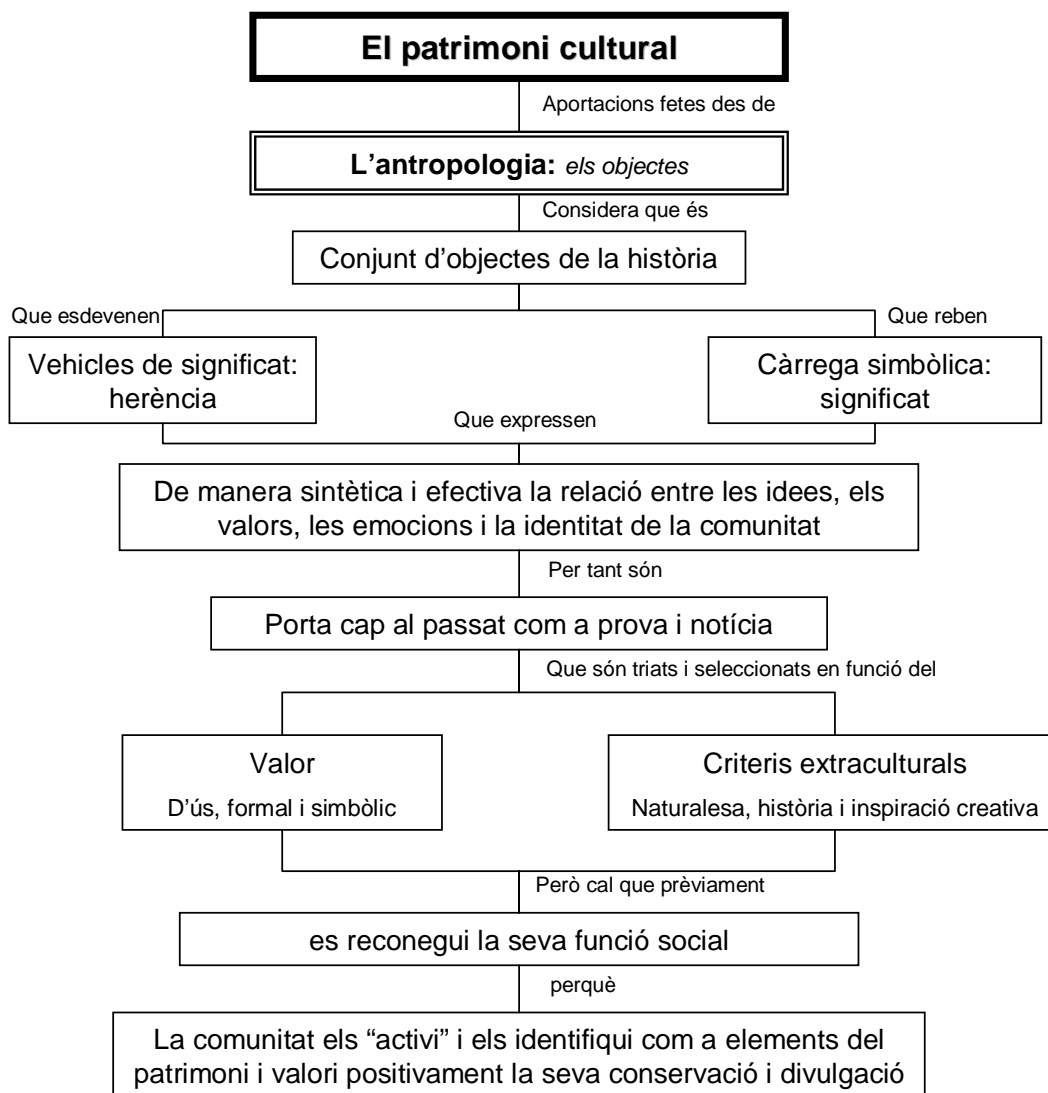 El patrimoni cultural
Aportacions fetes des de
L’antropologia: els objectes
Considera que és
Conjunt d’objectes de la història
Que esdevenen
Que reben
Vehicles de significat:
herència
Càrrega simbòlica:
significat
Que expressen
De manera sintètica i efectiva la relació entre les idees, els
valors, les emocions i la identitat de la comunitat
Per tant són
Porta cap al passat com a prova i notícia
Que són triats i seleccionats en funció del
Valor
D’ús, formal i simbòlic
Criteris extraculturals
Naturalesa, història i inspiració creativa
Però cal que prèviament
es reconegui la seva funció social
perquè
La comunitat els “activi” i els identifiqui com a elements del
patrimoni i valori positivament la seva conservació i divulgació